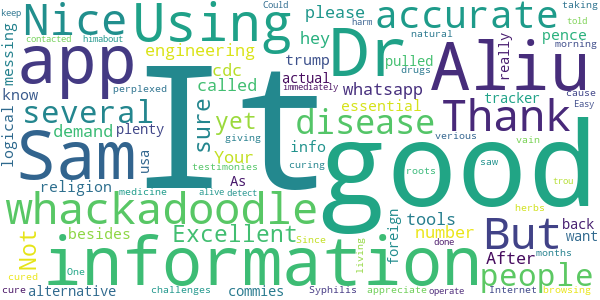 keep
Nice
Using
Could
told
hey
please
Dr
accurate
taking
harm
contacted
himabout
messing
engineering
trump
pulled
natural
drugs
really
pence
morning
perplexed
app
cdc
actual
immediately
Aliu
know
several
called
whatsapp
tracker
cause
Easy
logical
demand
plenty
sure
yet
essential
Thank
verious
Sam
usa
It
giving
disease
vain
religion
Your
info
testimonies
curing
good
roots
saw
trou
As
medicine
alive
detect
herbs
whackadoodle
Not
besides
Excellent
Since
foreign
tools
But
back
want
cured
One
information
living
number
After
months
people
done
cure
alternative
challenges
commies
Syphilis
appreciate
operate
Internet
browsing